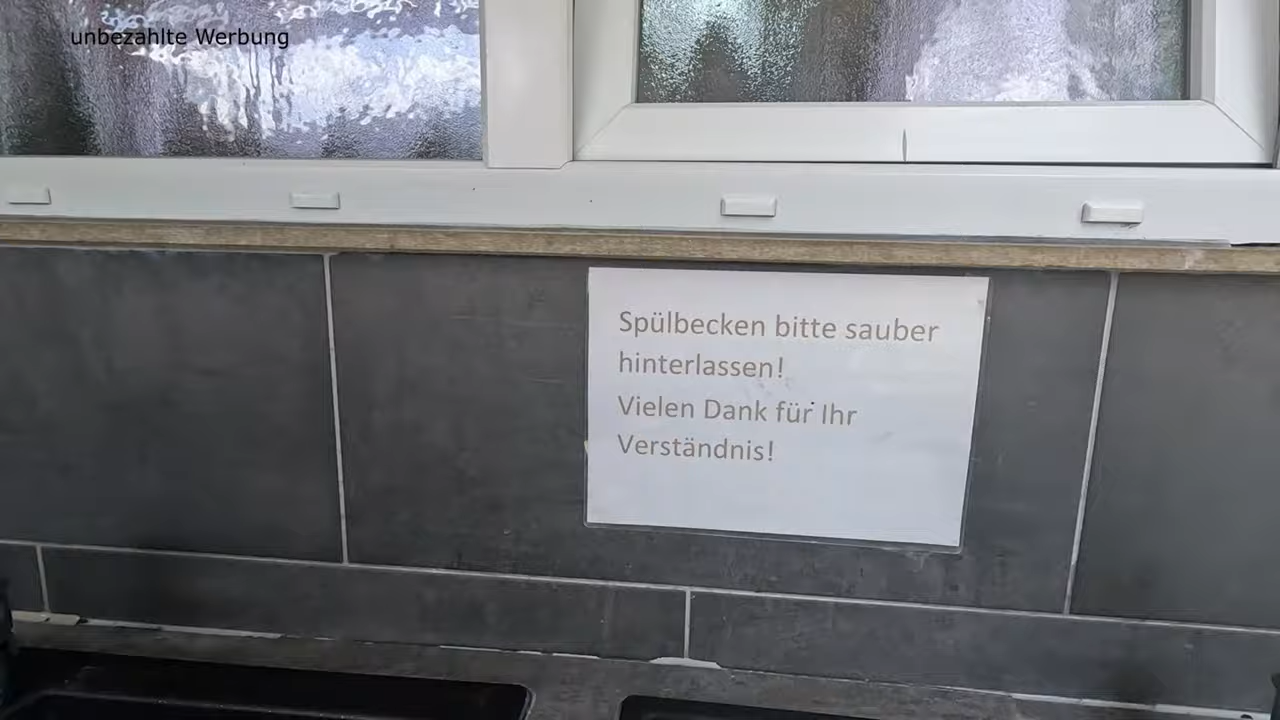 unbezahlte Werbung
Spülbecken bitte sauber
hinterlassen!
Vielen Dank für Ihr
Verständnis!